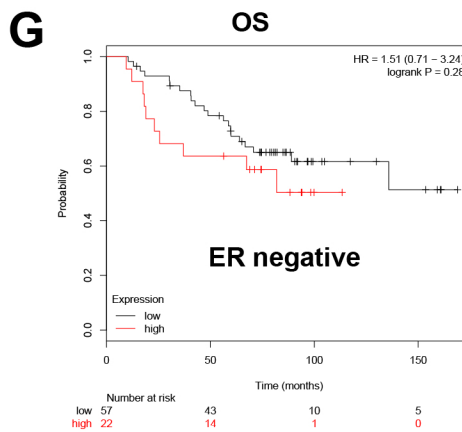 G
OS
HR = 1.51 (0.71 − 3.24)
logrank P = 0.28
Probability
1.0
0.8
0.6
0.4
0.2
0.0
ER negative
Expression
low
high
0 50 100 150
Time (months)
Number at risk
low 57 43 10 5
high 22 14 1 0